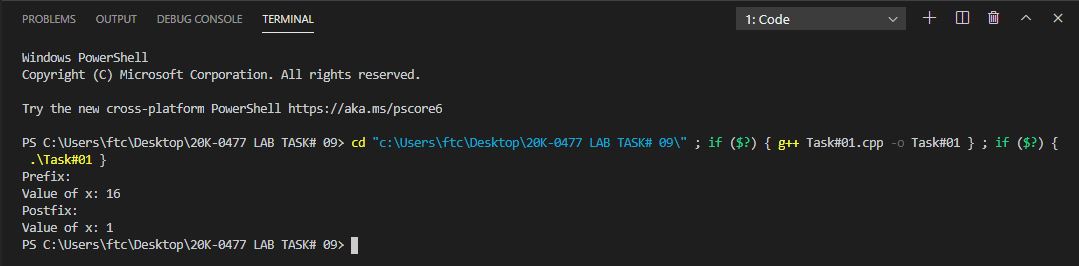 PROBLEMS OUTPUT DEBUG CONSOLE TERMINAL 1: Code
Windows PowerShell
Copyright (C) Microsoft Corporation. All rights reserved.
Try the new cross-platform PowerShell https://aka.ms/pscore6
PS C:\Users\ftc\Desktop\20K-0477 LAB TASK# 09> cd "c:\Users\ftc\Desktop\20K-0477 LAB TASK# 09\" ; if ($?) { g++ Task#01.cpp -o Task#01 } ; if ($?) {
.\Task#01 }
Prefix:
Value of x: 16
Postfix:
Value of x: 1
PS C:\Users\ftc\Desktop\20K-0477 LAB TASK# 09>